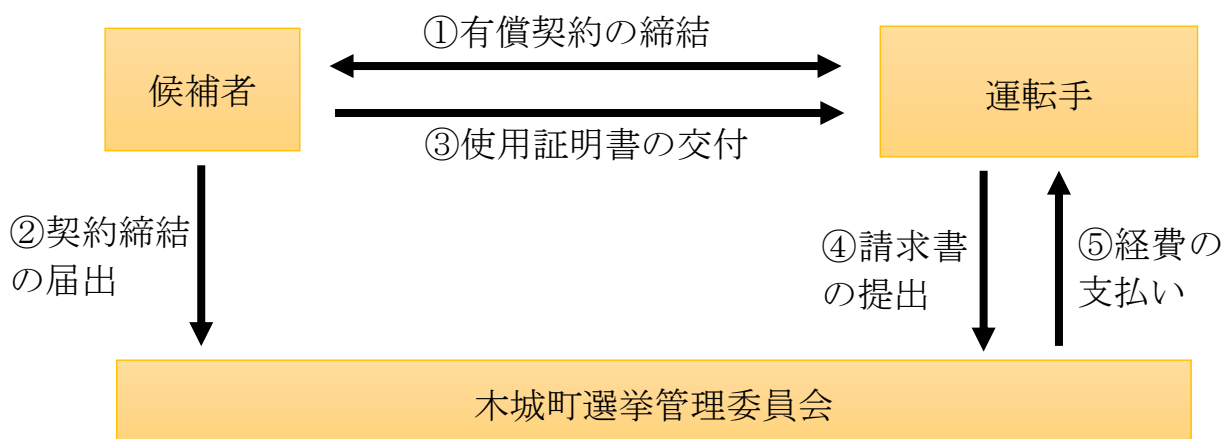 ①有償契約の締結
候補者
運転手
③使用証明書の交付
②契約締結
の届出
④請求書
の提出
⑤経費の
支払い
木城町選挙管理委員会